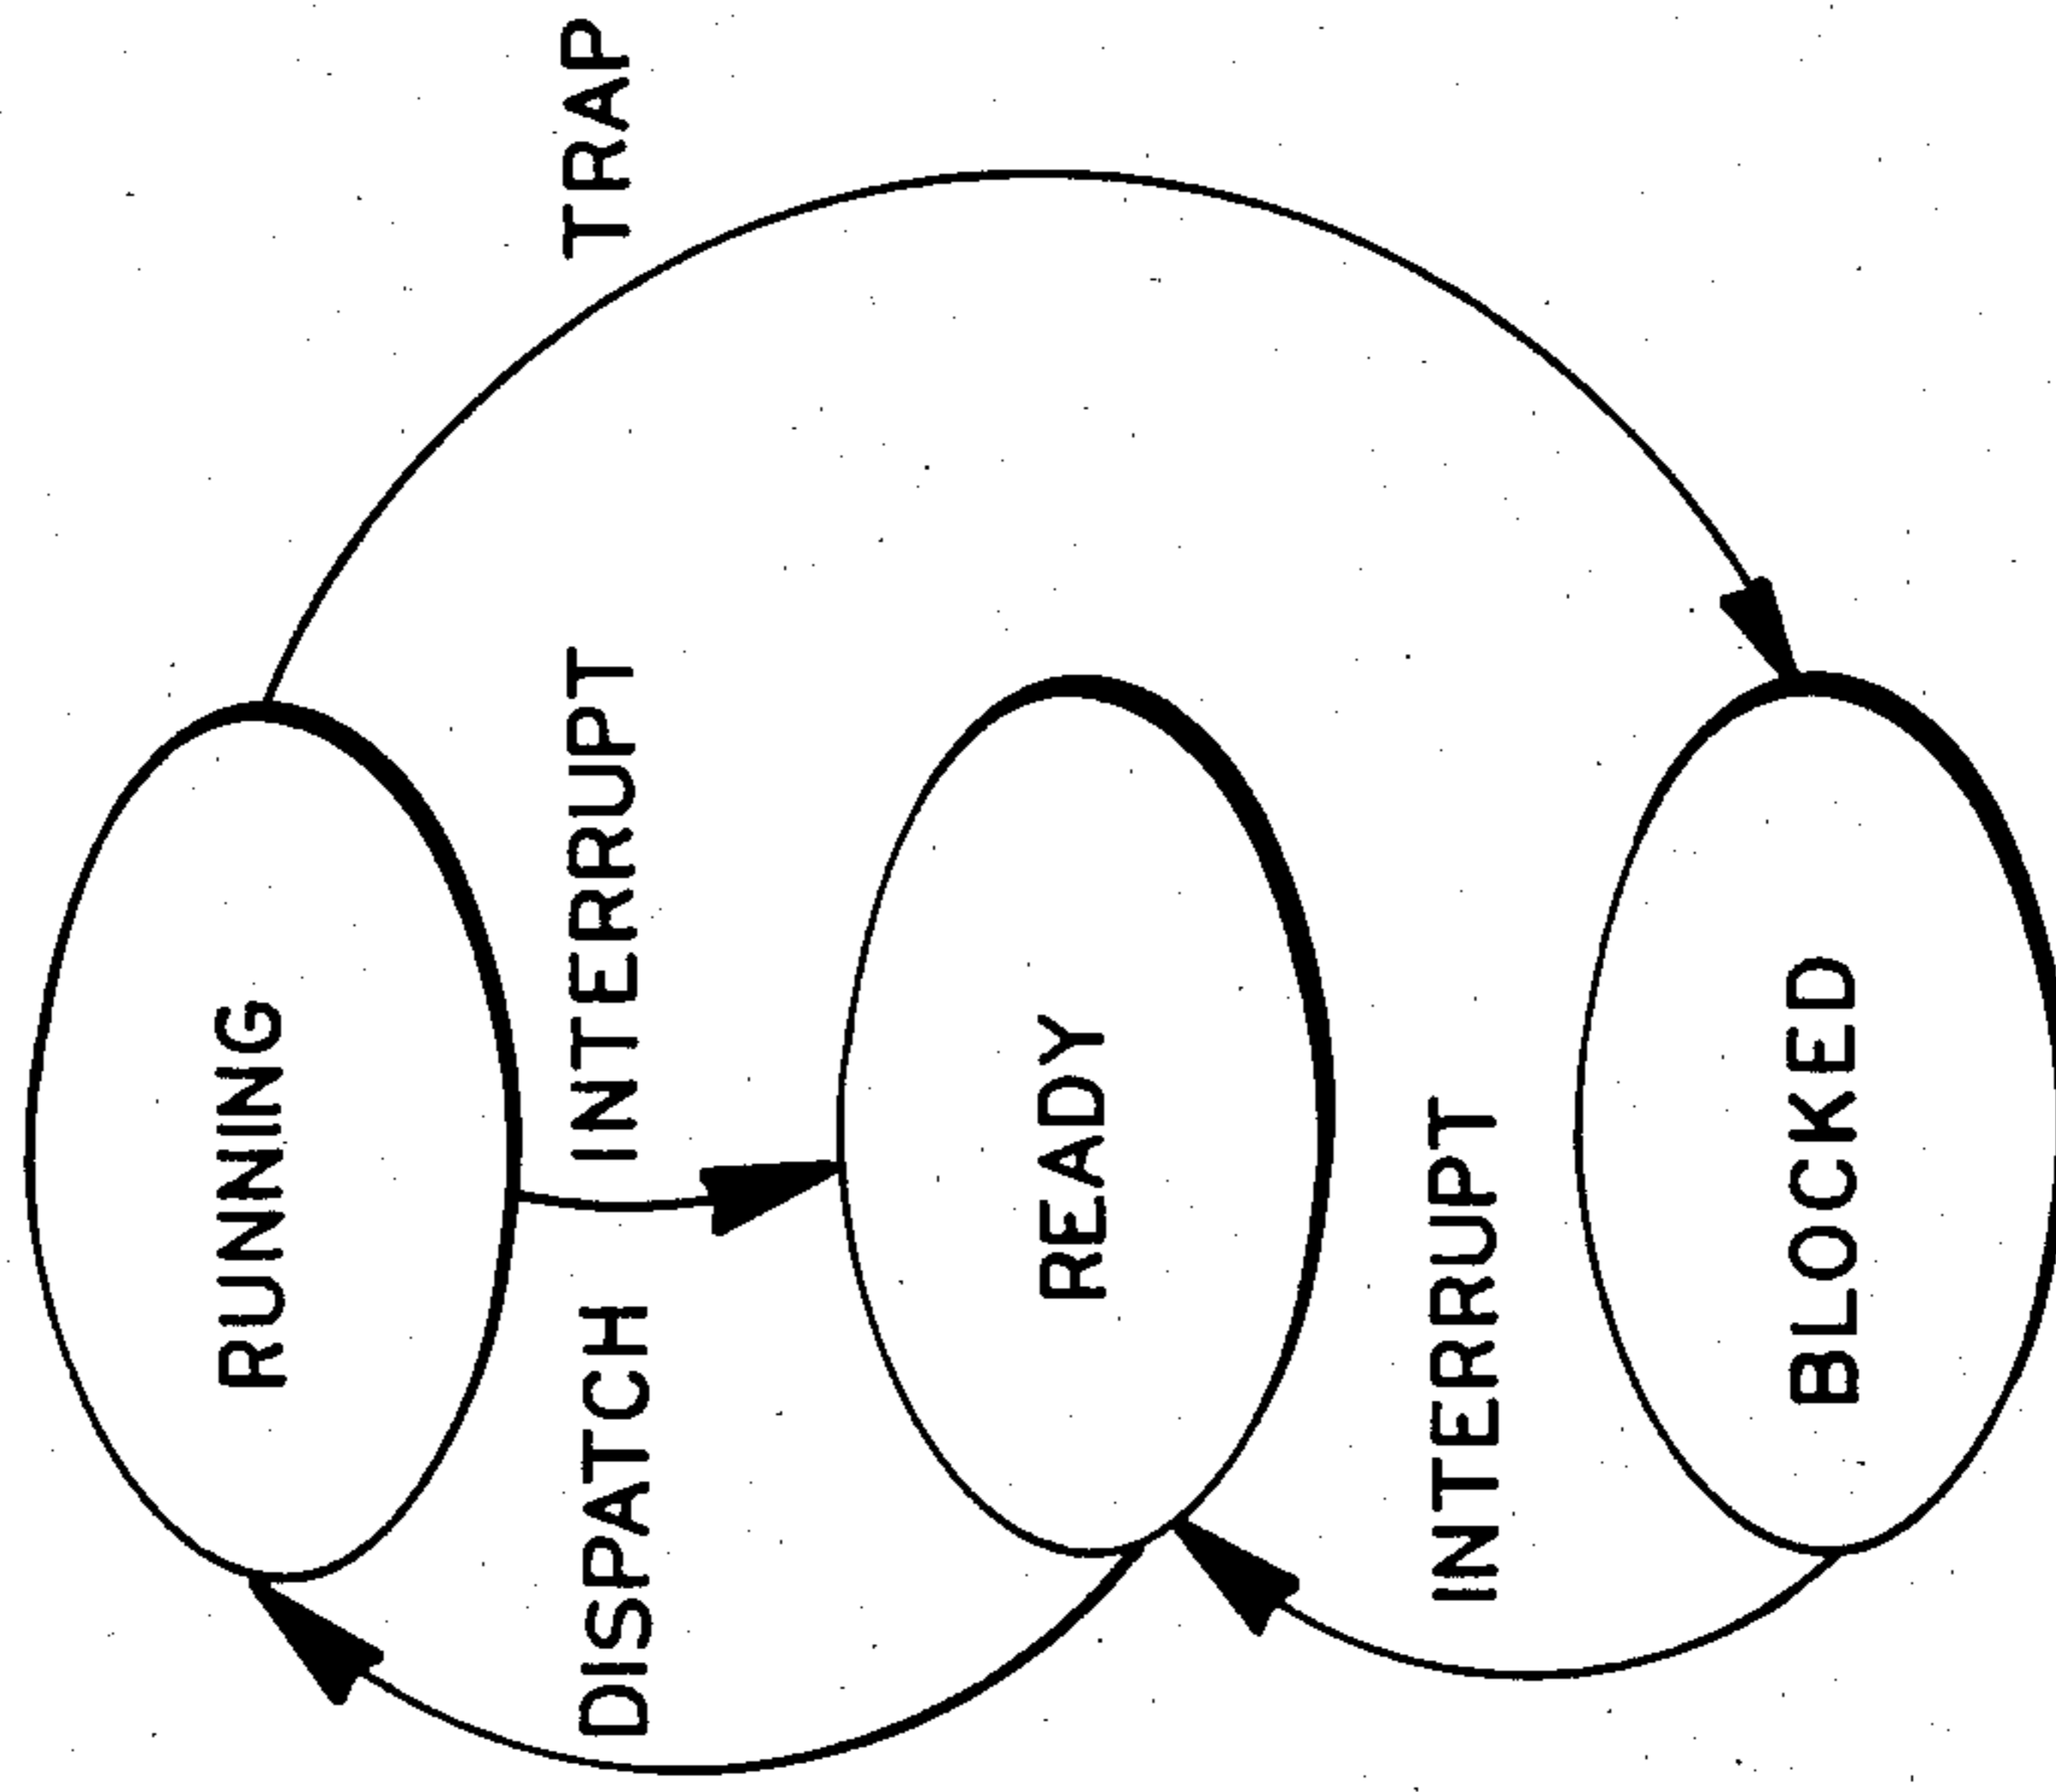 RUNNING
DISPATCH
INTERRUPT
TRAP
READY
INTERRUPT
BLOCKED